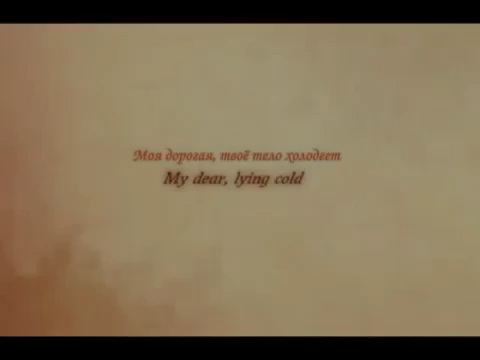 Моя дорогая, твоё тело холодеет
My dear, lying cold